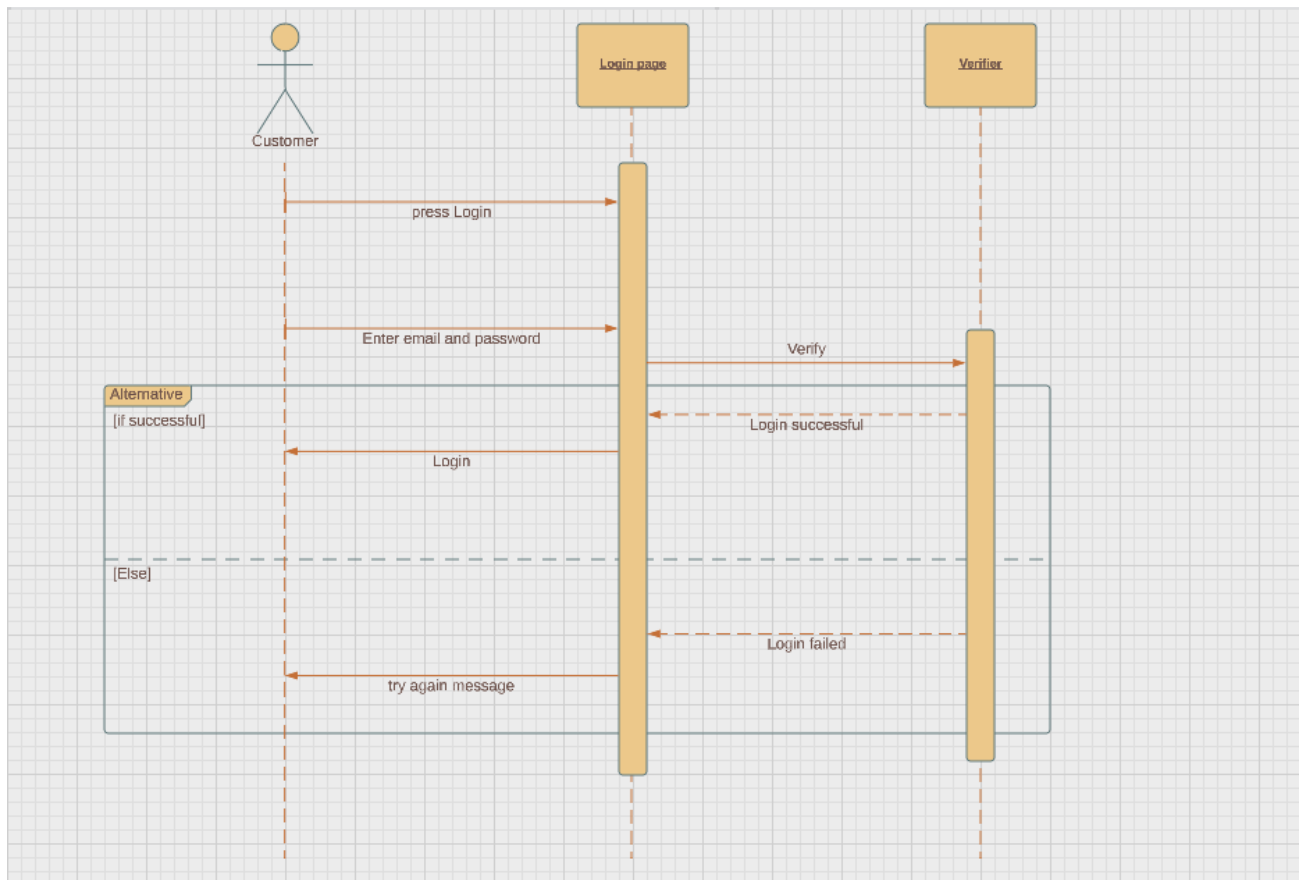 Login page
Verifier
Customer
press Login
Enter email and password
Verify
Alternative
[if successful]
Login successful
Login
[Else]
Login failed
try again message